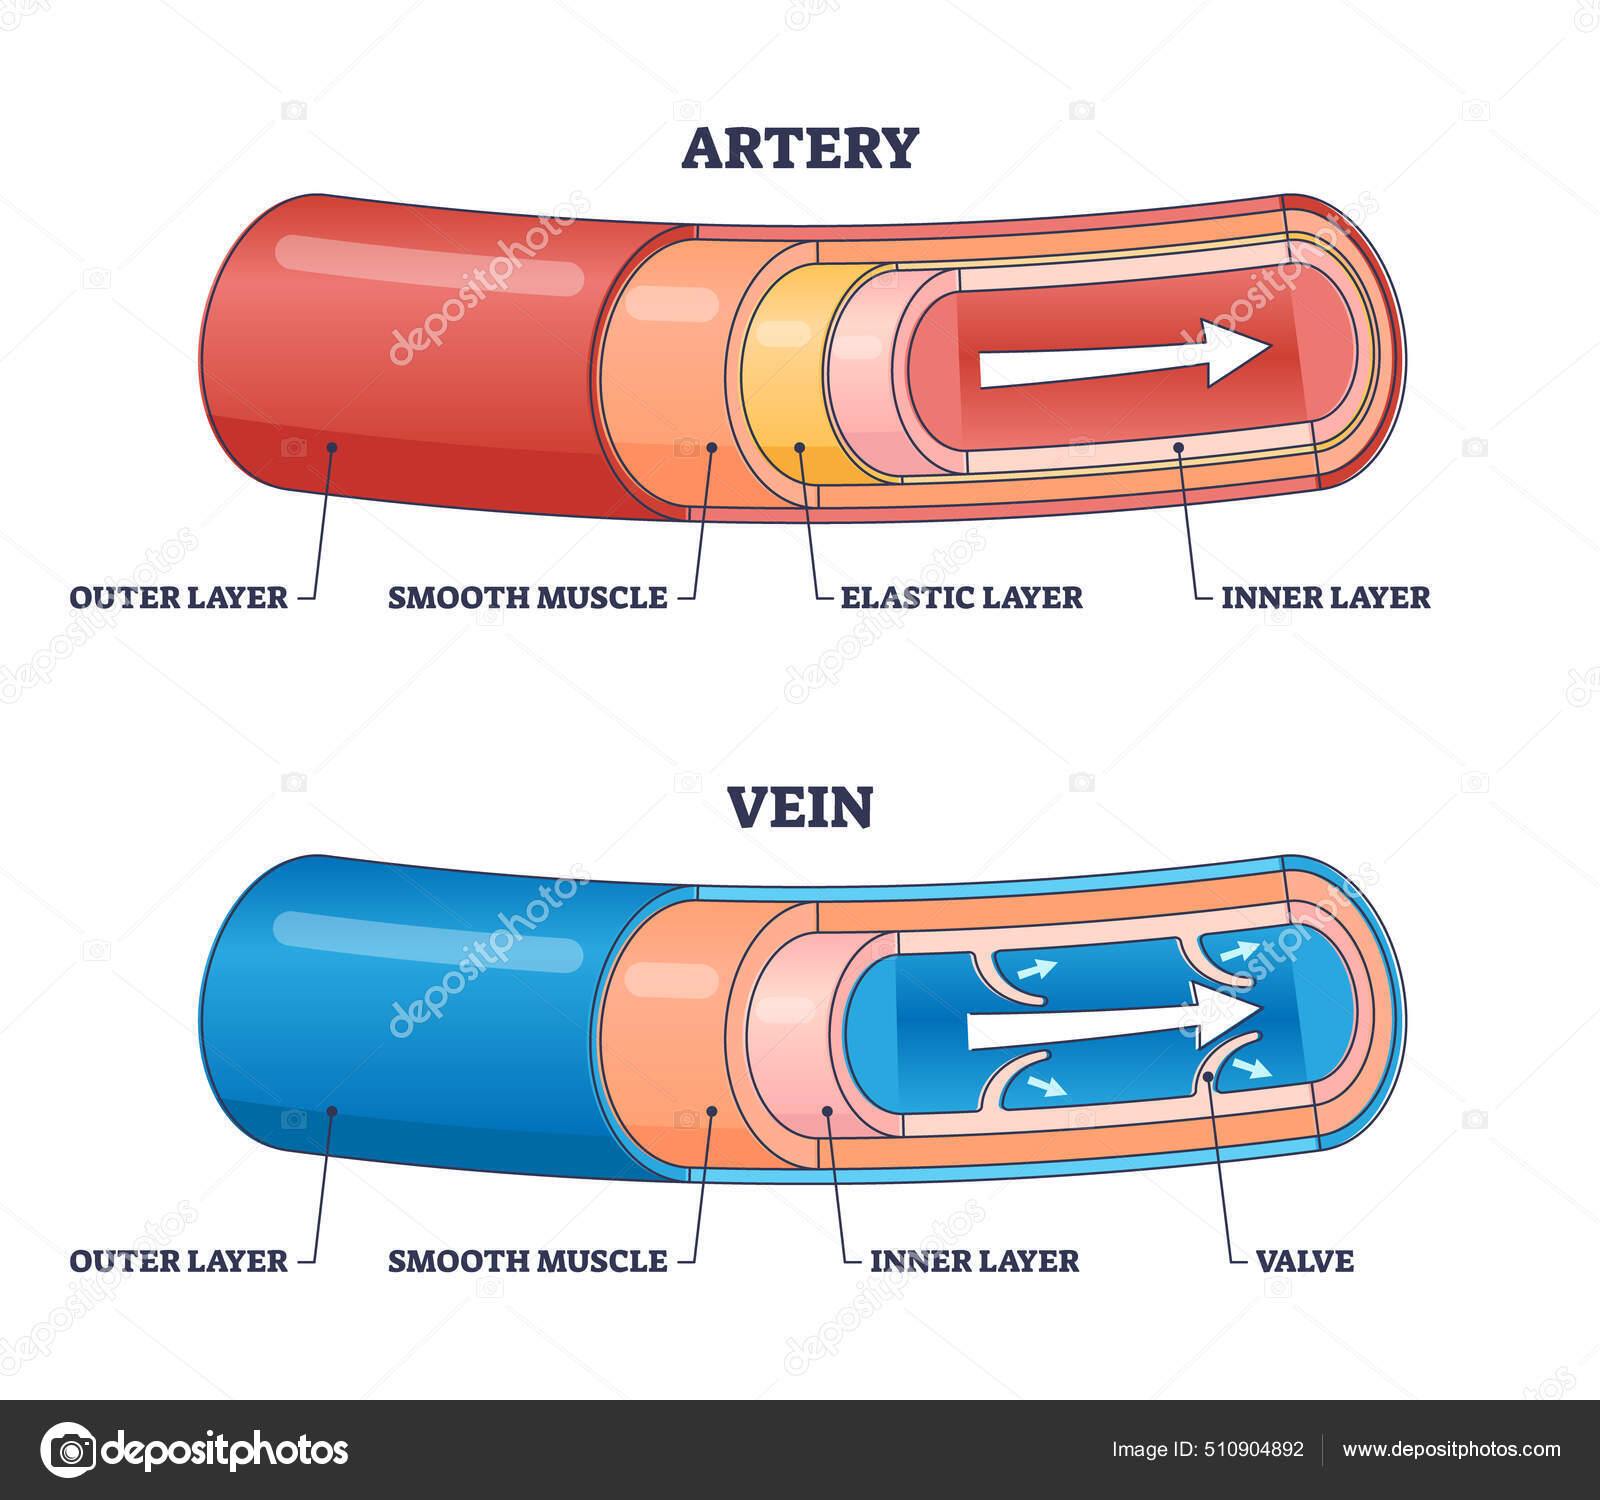 ARTERY
OUTER LAYER
SMOOTH MUSCLE
ELASTIC LAYER
INNER LAYER
VEIN
OUTER LAYER
SMOOTH MUSCLE
INNER LAYER
VALVE
depositphotos
Image ID: 510904892
www.depositphotos.com